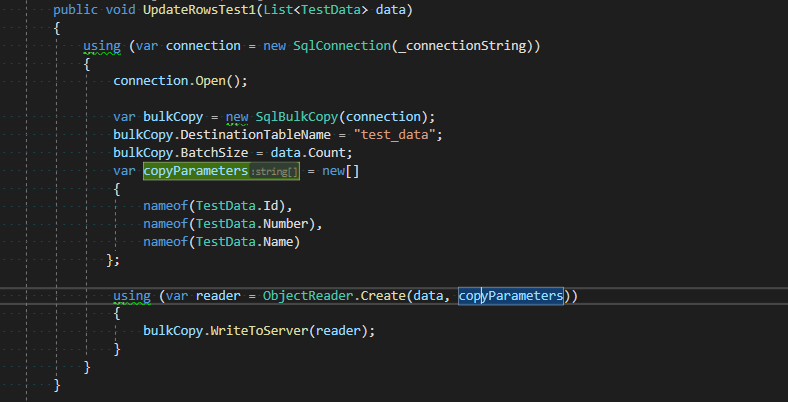 public void UpdateRowsTest1(List<TestData> data)
{
using (var connection = new SqlConnection(_connectionString))
{
connection.Open();
var bulkCopy = new SqlBulkCopy(connection);
bulkCopy.DestinationTableName = "test_data";
bulkCopy.BatchSize = data.Count;
var copyParameters :string[] = new[]
{
nameof(TestData.Id),
nameof(TestData.Number),
nameof(TestData.Name)
};
using (var reader = ObjectReader.Create(data, copyParameters))
{
bulkCopy.WriteToServer(reader);
}
}
}